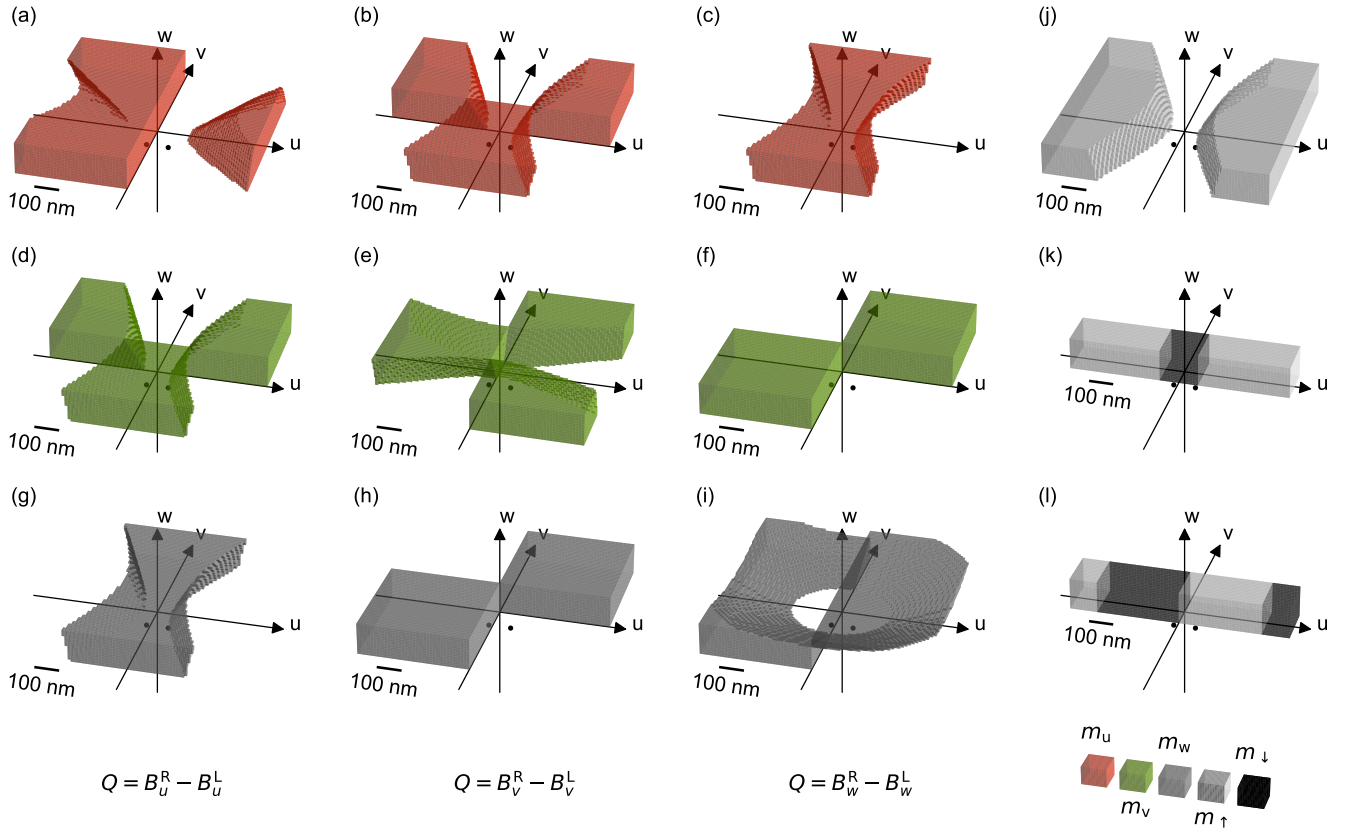 (a) w v u 100 nm
(b) w v u 100 nm
(c) w v u 100 nm
(j) w v u 100 nm
(d) w v u 100 nm
(e) w v u 100 nm
(f) w v u 100 nm
(k) w v u 100 nm
(g) w v u 100 nm
(h) w v u 100 nm
(i) w v u 100 nm
(l) w v u 100 nm
Q = B_u^R − B_u^L
Q = B_v^R − B_v^L
Q = B_w^R − B_w^L
m_u m_w m_↓
m_v m_↑